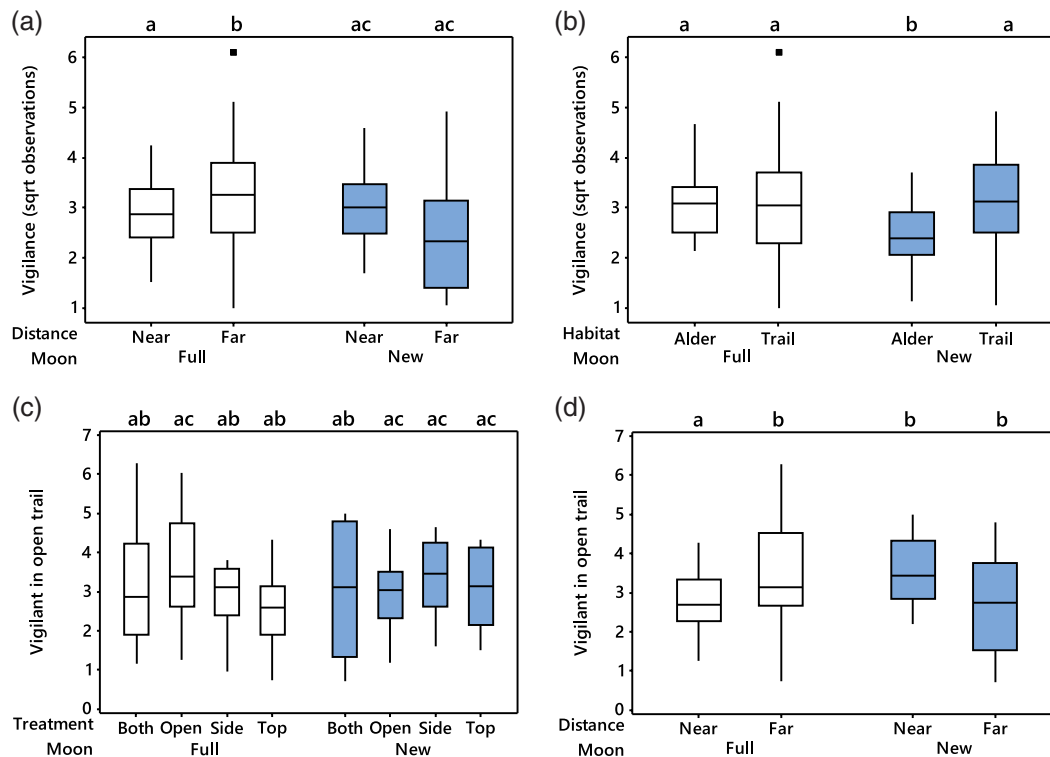 (a)
a b ac ac
Vigilance (sqrt observations)
6
5
4
3
2
1
Distance Near Far Near Far
Moon Full New
(b)
a a b a
Vigilance (sqrt observations)
6
5
4
3
2
1
Habitat Alder Trail Alder Trail
Moon Full New
(c)
ab ac ab ab ab ac ac ac
Vigilant in open trail
7
6
5
4
3
2
1
0
Treatment Both Open Side Top Both Open Side Top
Moon Full New
(d)
a b b b
Vigilant in open trail
7
6
5
4
3
2
1
0
Distance Near Far Near Far
Moon Full New